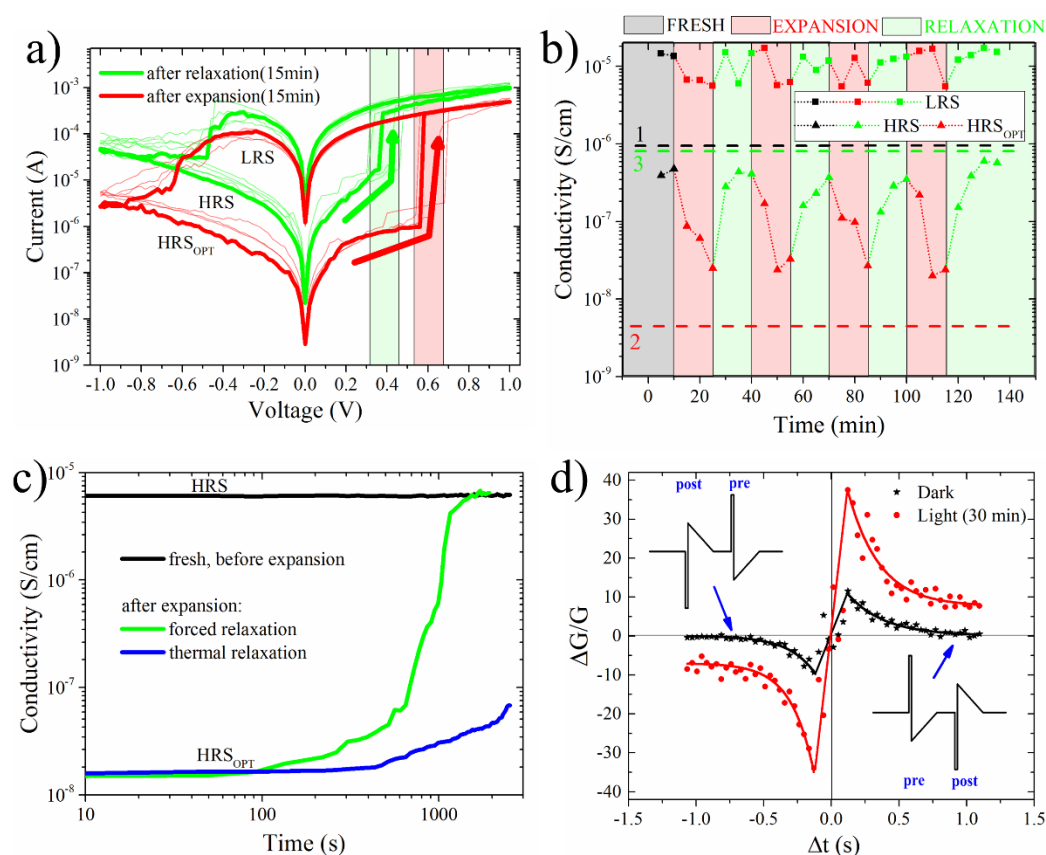 a)
after relaxation(15min)
after expansion(15min)
LRS
HRS
HRS_OPT
Current (A)
10^-3
10^-4
10^-5
10^-6
10^-7
10^-8
10^-9
-1.0 -0.8 -0.6 -0.4 -0.2 0.0 0.2 0.4 0.6 0.8 1.0
Voltage (V)
b)
FRESH EXPANSION RELAXATION
LRS
HRS HRS_OPT
1
3
2
Conductivity (S/cm)
10^-5
10^-6
10^-7
10^-8
10^-9
0 20 40 60 80 100 120 140
Time (min)
c)
HRS
fresh, before expansion
after expansion:
forced relaxation
thermal relaxation
HRS_OPT
Conductivity (S/cm)
10^-5
10^-6
10^-7
10^-8
10 100 1000
Time (s)
d)
post pre
Dark
Light (30 min)
pre post
ΔG/G
40
30
20
10
0
-10
-20
-30
-40
-1.5 -1.0 -0.5 0.0 0.5 1.0 1.5
Δt (s)